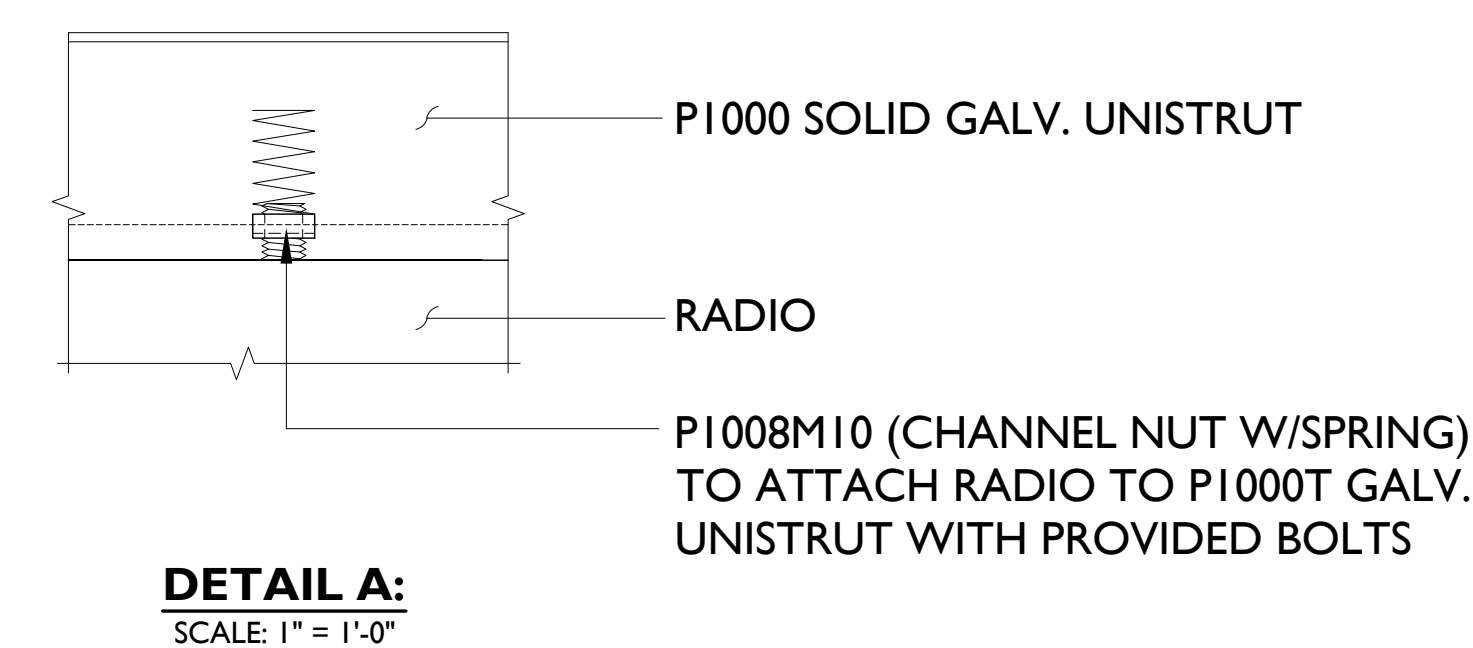 P1000 SOLID GALV. UNISTRUT
RADIO
P1008M10 (CHANNEL NUT W/SPRING)
TO ATTACH RADIO TO P1000T GALV.
UNISTRUT WITH PROVIDED BOLTS
DETAIL A:
SCALE: 1" = 1'-0"